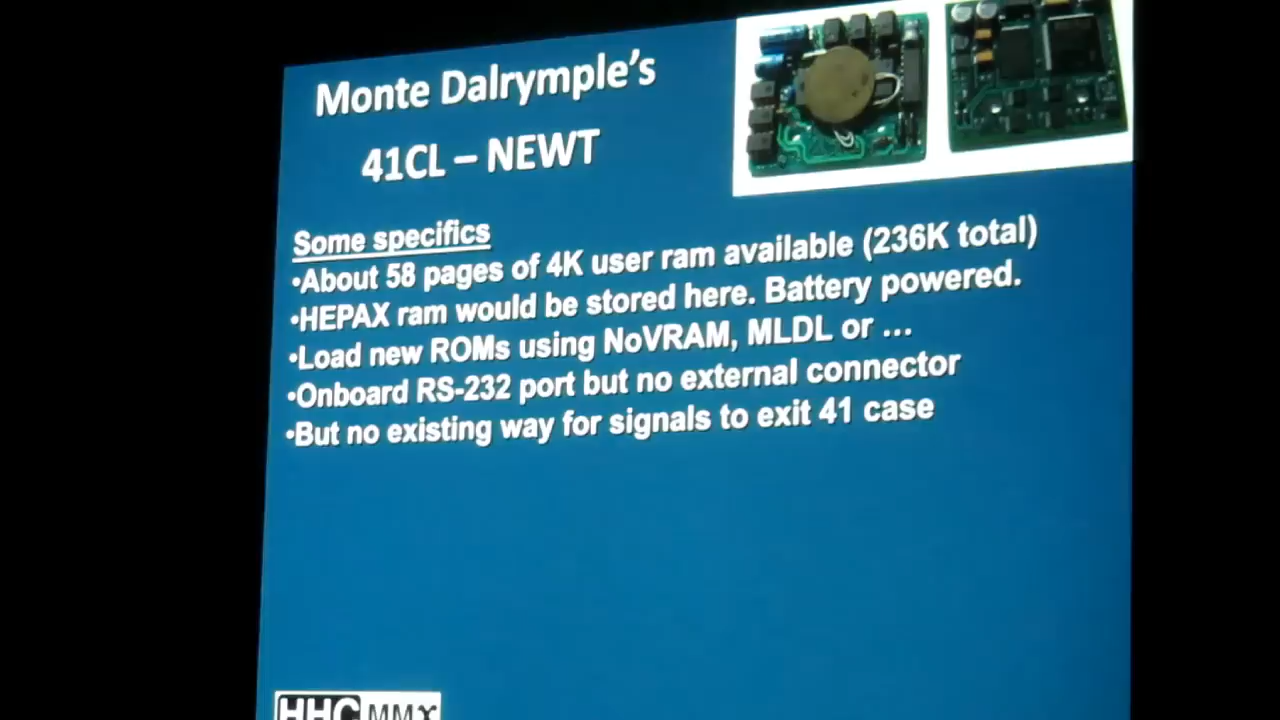 Monte Dalrymple's
41CL – NEWT
Some specifics
•About 58 pages of 4K user ram available (236K total)
•HEPAX ram would be stored here. Battery powered.
•Load new ROMs using NoVRAM, MLDL or ...
•Onboard RS-232 port but no external connector
•But no existing way for signals to exit 41 case
HHC MMX